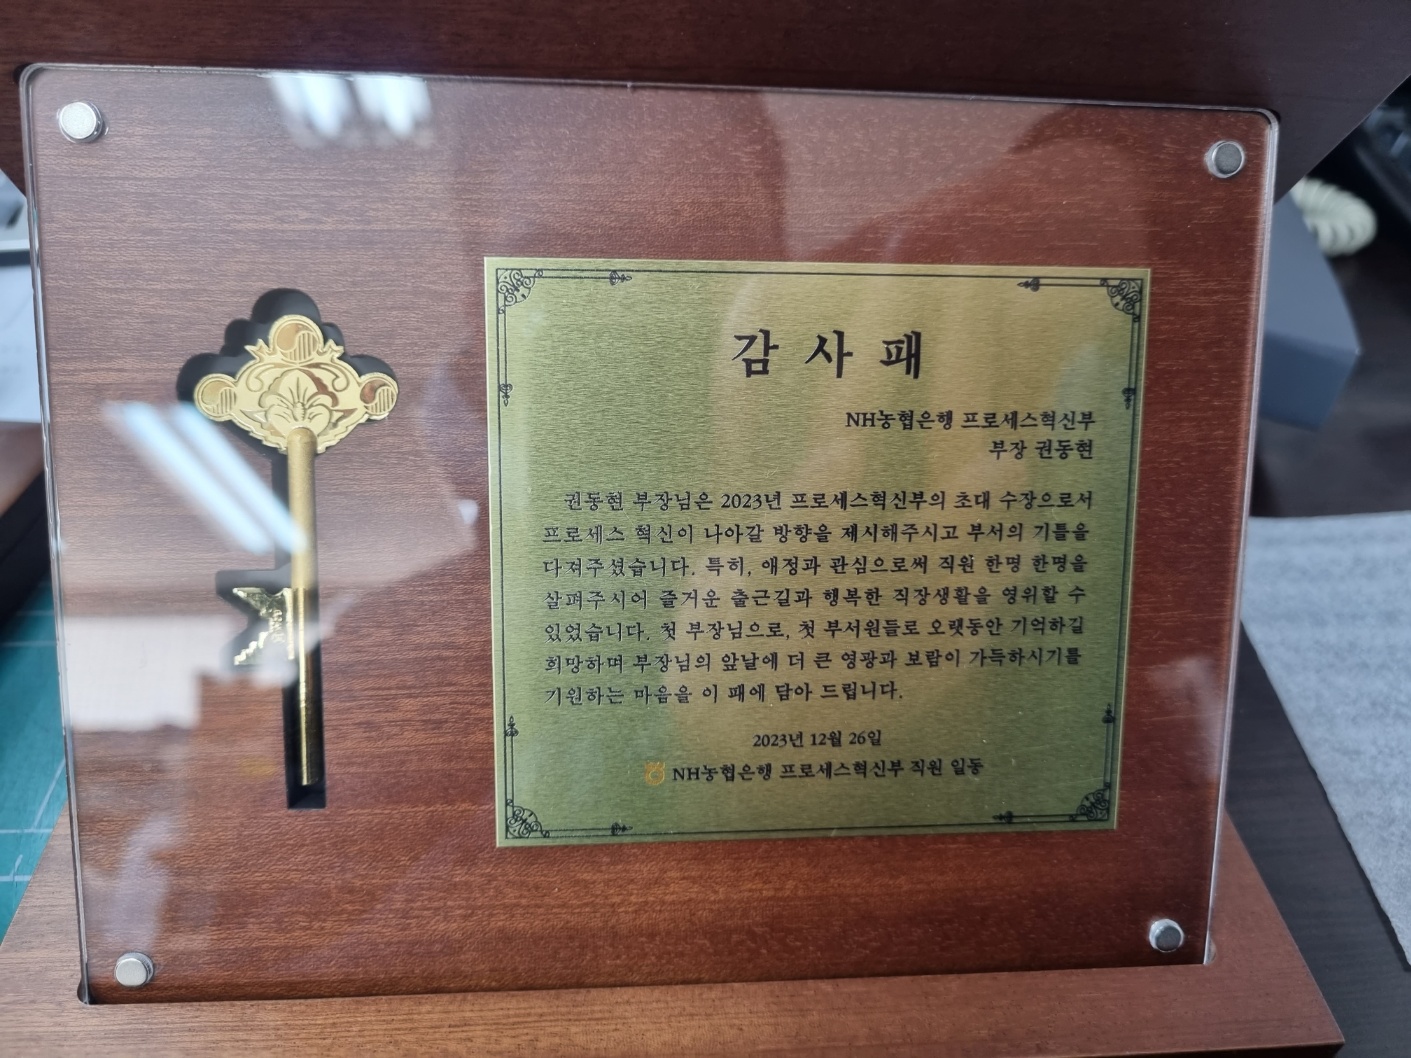 감사패
NH농협은행 프로세스혁신부
부장 권동현
권동현 부장님은 2023년 프로세스혁신부의 초대 수장으로서
프로세스 혁신이 나아갈 방향을 제시해주시고 부서의 기틀을
다져주셨습니다. 특히, 애정과 관심으로써 직원 한명 한명을
살펴주시어 즐거운 출근길과 행복한 직장생활을 영위할 수
있었습니다. 첫 부장님으로, 첫 부서원들로 오랫동안 기억하길
희망하며 부장님의 앞날에 더 큰 영광과 보람이 가득하시기를
기원하는 마음을 이 패에 담아 드립니다.
2023년 12월 26일
NH농협은행 프로세스혁신부 직원 일동